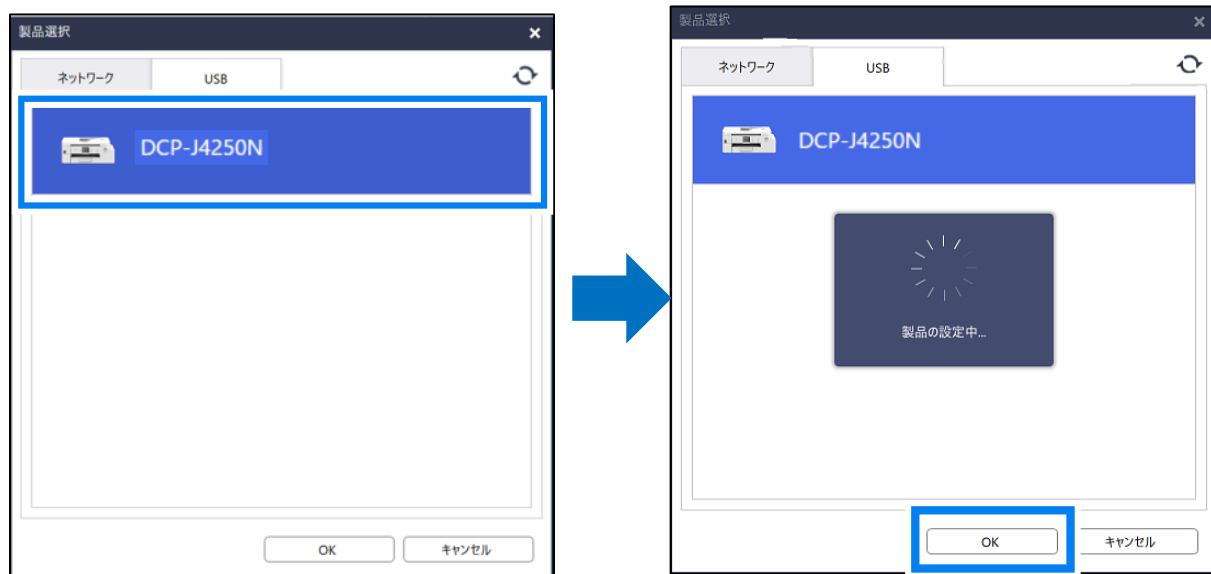 製品選択
ネットワーク
USB
DCP-J4250N
OK
キャンセル
製品選択
ネットワーク
USB
DCP-J4250N
製品の設定中...
OK
キャンセル